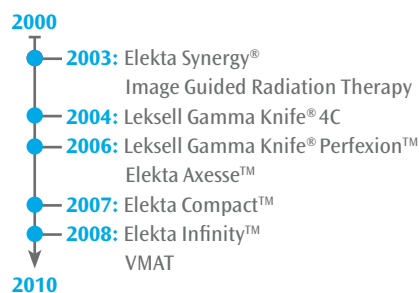 2000
2003: Elekta Synergy®
Image Guided Radiation Therapy
2004: Leksell Gamma Knife® 4C
2006: Leksell Gamma Knife® Perfexion™
Elekta Axesse™
2007: Elekta Compact™
2008: Elekta Infinity™
VMAT
2010